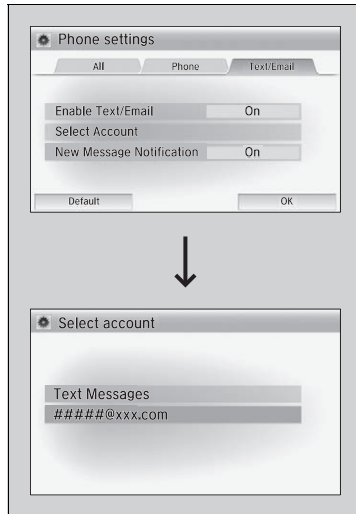 Phone settings
All Phone Text/Email
Enable Text/Email On
Select Account
New Message Notification On
Default OK
Select account
Text Messages
#####@xxx.com